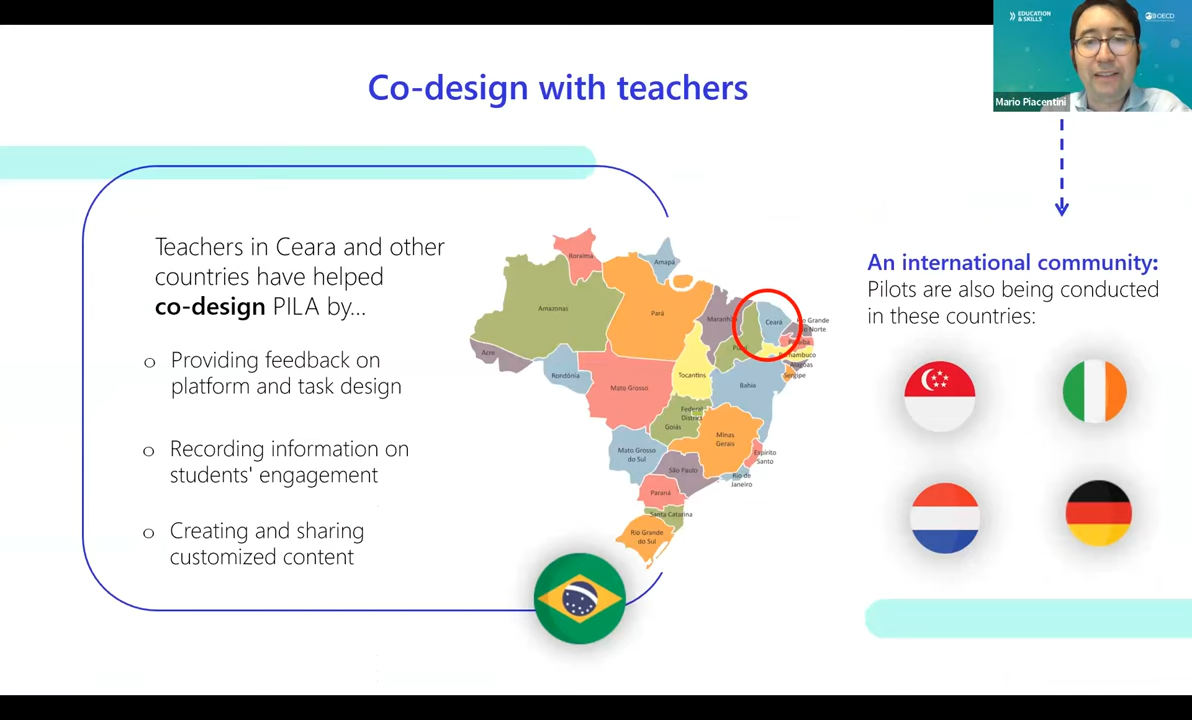 EDUCATION
& SKILLS
OECD
Mario Piacentini
Co-design with teachers
Teachers in Ceara and other
countries have helped
co-design PILA by...
o Providing feedback on
platform and task design
o Recording information on
students' engagement
o Creating and sharing
customized content
Roraima
Amapá
Amazonas
Pará
Maranhão
Ceará
Rio Grande
do Norte
Paraíba
Piauí
Pernambuco
Alagoas
Sergipe
Acre
Rondônia
Tocantins
Mato Grosso
Bahia
Federal
District
Goiás
Minas
Gerais
Mato Grosso
do Sul
Espírito
Santo
São Paulo
Rio de
Janeiro
Paraná
Santa Catarina
Rio Grande
do Sul
An international community:
Pilots are also being conducted
in these countries: